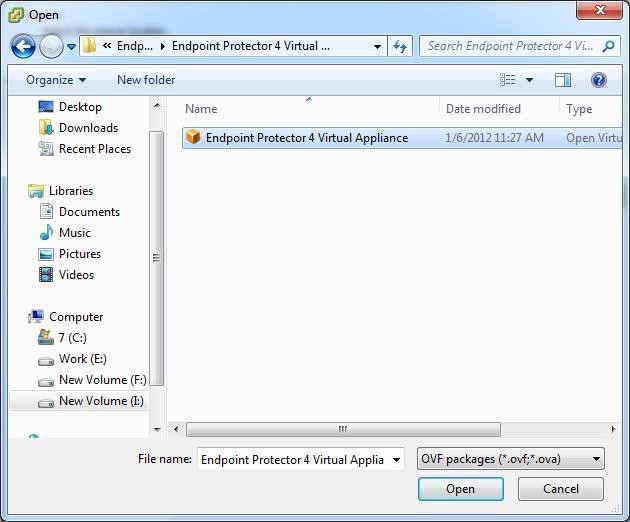 Open
« Endp... Endpoint Protector 4 Virtual ... Search Endpoint Protector 4 Vi...
Organize New folder
Desktop
Downloads
Recent Places
Libraries
Documents
Music
Pictures
Videos
Computer
7 (C:)
Work (E:)
New Volume (F:)
New Volume (I:)
Name Date modified Type
Endpoint Protector 4 Virtual Appliance 1/6/2012 11:27 AM Open Virtu
File name: Endpoint Protector 4 Virtual Applia OVF packages (*.ovf;*.ova)
Open Cancel